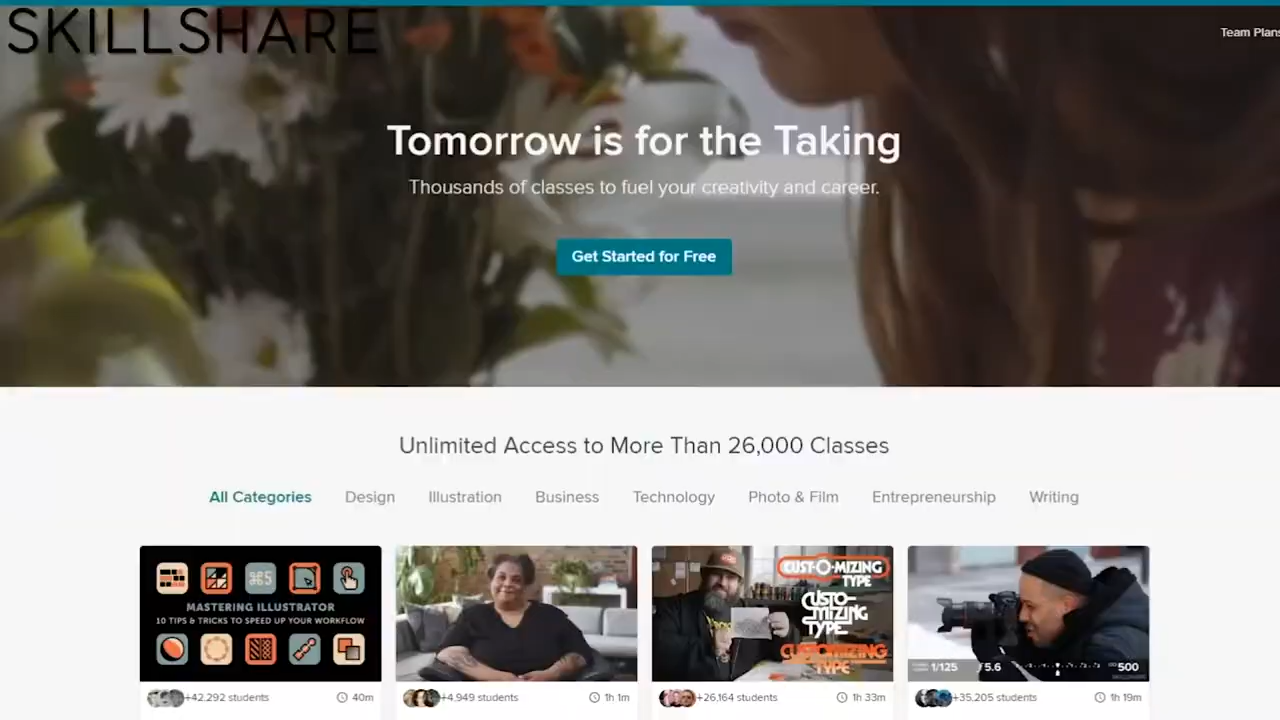 SKILLSHARE
Team Plans
Tomorrow is for the Taking
Thousands of classes to fuel your creativity and career.
Get Started for Free
Unlimited Access to More Than 26,000 Classes
All Categories Design Illustration Business Technology Photo & Film Entrepreneurship Writing
⌘5
MASTERING ILLUSTRATOR
10 TIPS & TRICKS TO SPEED UP YOUR WORKFLOW
CUST-O-MIZING
TYPE
CUSTO-
MIZING
TYPE
CUSTOMIZING
TYPE
1/125 ƒ5.6 500
SKILLSHARE
+42,292 students 40m
+4,949 students 1h 1m
+26,164 students 1h 33m
+35,205 students 1h 19m